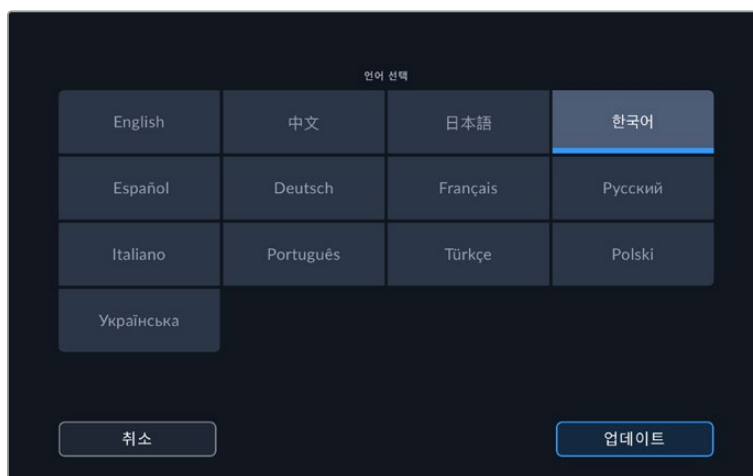 언어 선택
English 中文 日本語 한국어
Español Deutsch Français Русский
Italiano Português Türkçe Polski
Українська
취소 업데이트